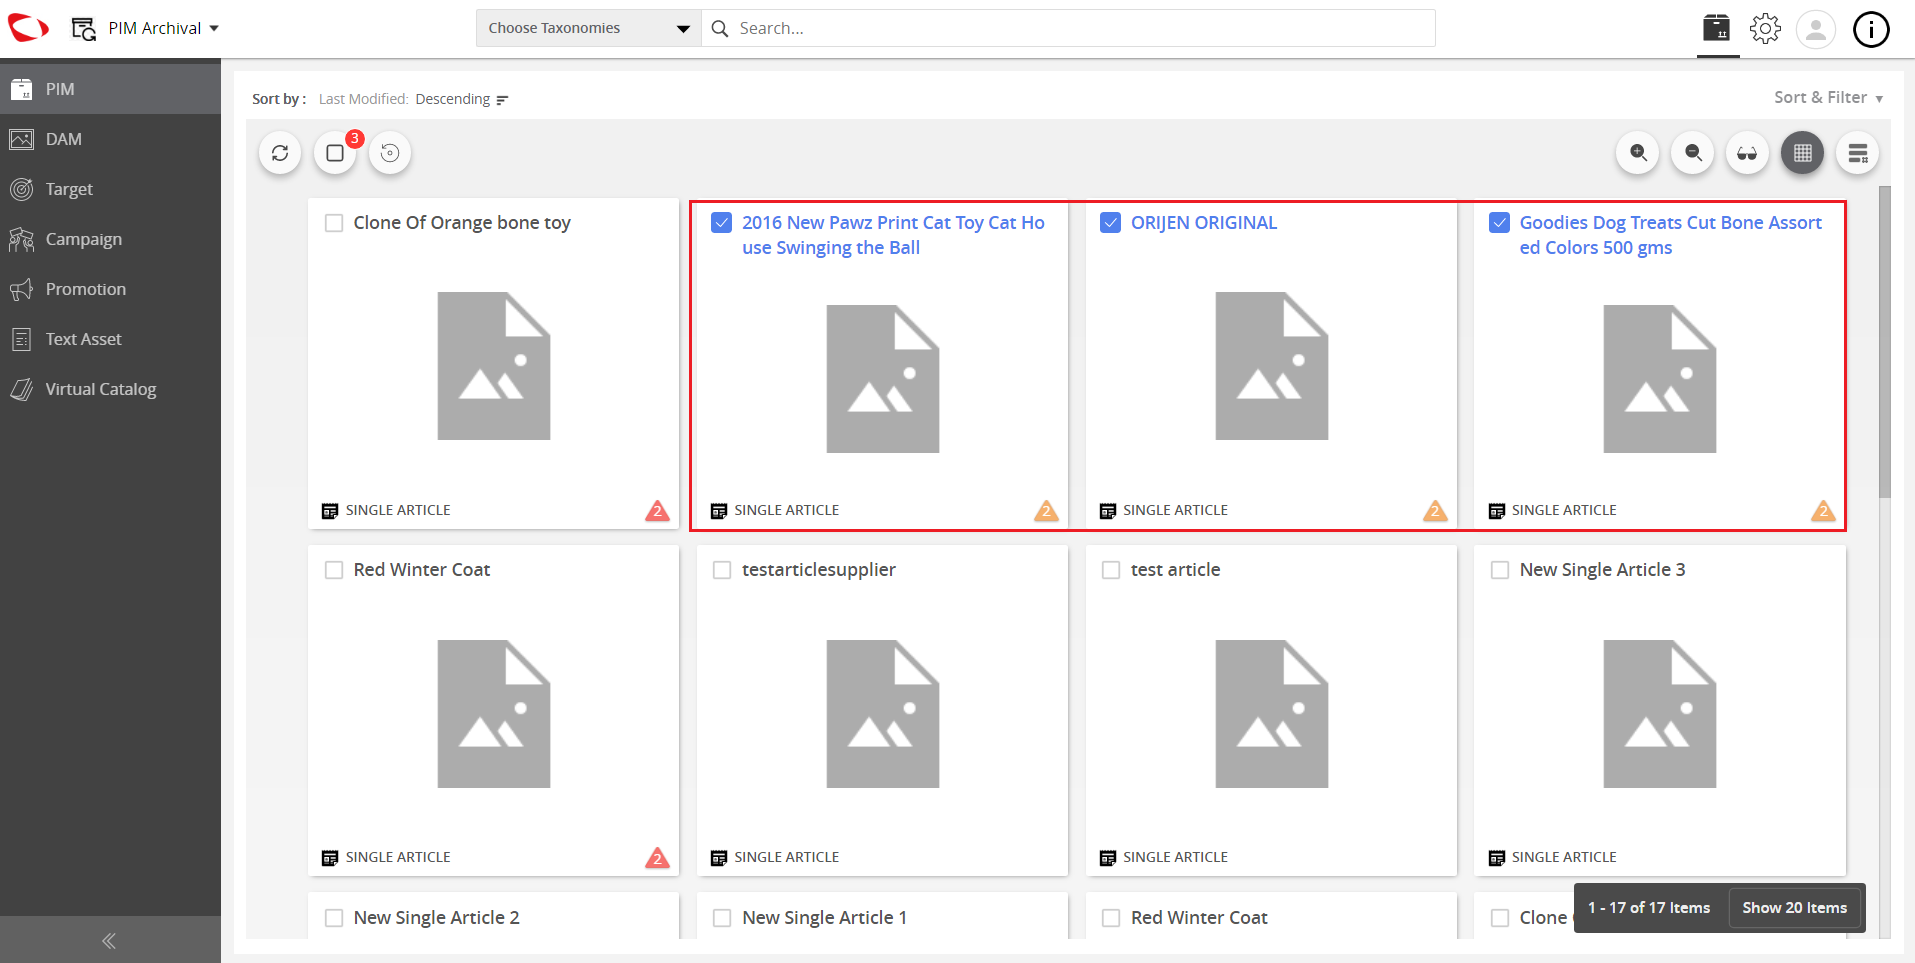 PIM Archival
Choose Taxonomies
Search...
PIM
DAM
Target
Campaign
Promotion
Text Asset
Virtual Catalog
Sort by : Last Modified: Descending
Sort & Filter
3
Clone Of Orange bone toy
SINGLE ARTICLE
2
2016 New Pawz Print Cat Toy Cat Ho
use Swinging the Ball
SINGLE ARTICLE
2
ORIJEN ORIGINAL
SINGLE ARTICLE
2
Goodies Dog Treats Cut Bone Assort
ed Colors 500 gms
SINGLE ARTICLE
2
Red Winter Coat
SINGLE ARTICLE
2
testarticlesupplier
SINGLE ARTICLE
test article
SINGLE ARTICLE
New Single Article 3
SINGLE ARTICLE
New Single Article 2
New Single Article 1
Red Winter Coat
Clone
1 - 17 of 17 Items
Show 20 Items